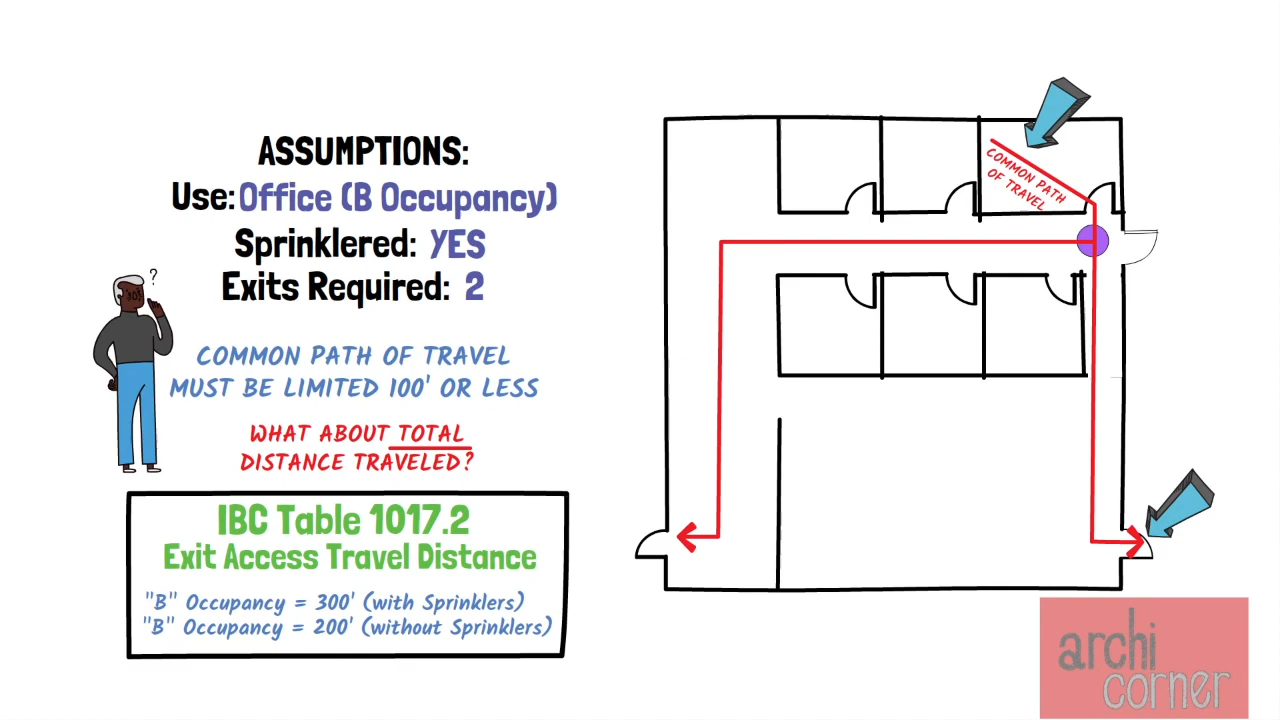 ASSUMPTIONS:
Use: Office (B Occupancy)
Sprinklered: YES
Exits Required: 2
?
COMMON PATH OF TRAVEL
MUST BE LIMITED 100' OR LESS
WHAT ABOUT TOTAL
DISTANCE TRAVELED?
IBC Table 1017.2
Exit Access Travel Distance
"B" Occupancy = 300' (with Sprinklers)
"B" Occupancy = 200' (without Sprinklers)
COMMON PATH
OF TRAVEL
archi
corner